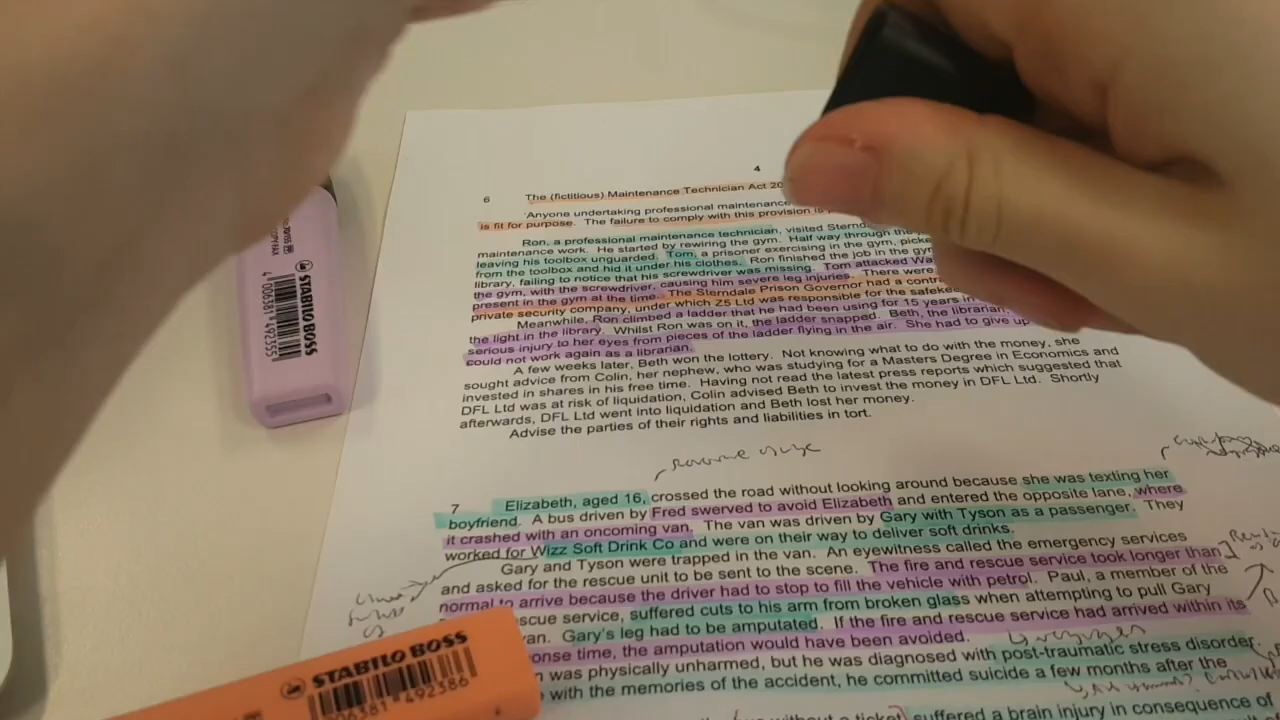 4
6 The (fictitious) Maintenance Technician Act 20
'Anyone undertaking professional maintenance
is fit for purpose. The failure to comply with this provision is
Ron, a professional maintenance technician, visited Sternd
maintenance work. He started by rewiring the gym. Half way through the
leaving his toolbox unguarded. Tom, a prisoner exercising in the gym, picke
from the toolbox and hid it under his clothes. Ron finished the job in the gym
library, failing to notice that his screwdriver was missing. Tom attacked Wa
the gym, with the screwdriver, causing him severe leg injuries. There were
present in the gym at the time. The Sterndale Prison Governor had a contr
private security company, under which Z5 Ltd was responsible for the safekee
Meanwhile, Ron climbed a ladder that he had been using for 15 years in
the light in the library. Whilst Ron was on it, the ladder snapped. Beth, the librarian,
serious injury to her eyes from pieces of the ladder flying in the air. She had to give up
could not work again as a librarian.
A few weeks later, Beth won the lottery. Not knowing what to do with the money, she
sought advice from Colin, her nephew, who was studying for a Masters Degree in Economics and
invested in shares in his free time. Having not read the latest press reports which suggested that
DFL Ltd was at risk of liquidation, Colin advised Beth to invest the money in DFL Ltd. Shortly
afterwards, DFL Ltd went into liquidation and Beth lost her money.
Advise the parties of their rights and liabilities in tort.
7 Elizabeth, aged 16, crossed the road without looking around because she was texting her
boyfriend. A bus driven by Fred swerved to avoid Elizabeth and entered the opposite lane, where
it crashed with an oncoming van. The van was driven by Gary with Tyson as a passenger. They
worked for Wizz Soft Drink Co and were on their way to deliver soft drinks.
Gary and Tyson were trapped in the van. An eyewitness called the emergency services
and asked for the rescue unit to be sent to the scene. The fire and rescue service took longer than
normal to arrive because the driver had to stop to fill the vehicle with petrol. Paul, a member of the
scue service, suffered cuts to his arm from broken glass when attempting to pull Gary
van. Gary's leg had to be amputated. If the fire and rescue service had arrived within its
onse time, the amputation would have been avoided.
n was physically unharmed, but he was diagnosed with post-traumatic stress disorder
with the memories of the accident, he committed suicide a few months after the
without a ticket suffered a brain injury in consequence of
STABILO BOSS
4 006381 492355
STABILO BOSS
006381 492386